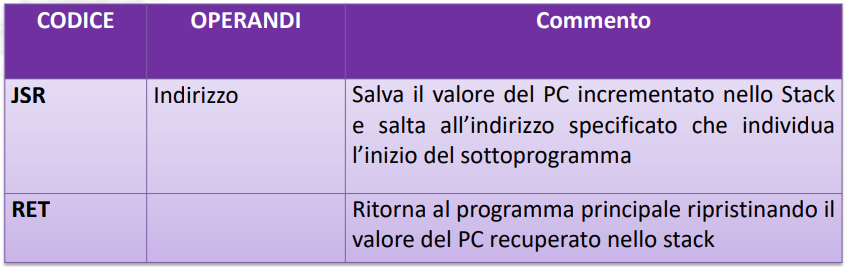 CODICE OPERANDI Commento
JSR Indirizzo Salva il valore del PC incrementato nello Stack
e salta all’indirizzo specificato che individua
l’inizio del sottoprogramma
RET Ritorna al programma principale ripristinando il
valore del PC recuperato nello stack